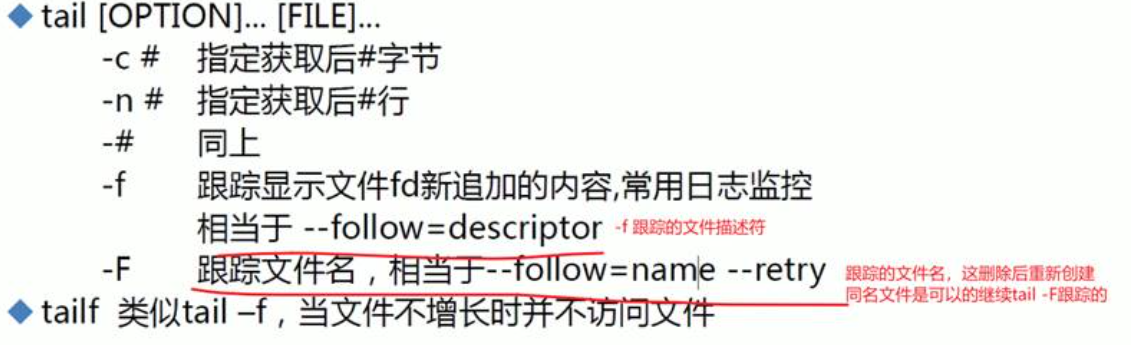 tail [OPTION]... [FILE]...
-c # 指定获取后#字节
-n # 指定获取后#行
-# 同上
-f 跟踪显示文件fd新追加的内容,常用日志监控
相当于 --follow=descriptor -f 跟踪的文件描述符
-F 跟踪文件名，相当于--follow=name --retry
跟踪的文件名，这删除后重新创建
同名文件是可以的继续tail -F跟踪的
tailf 类似tail –f，当文件不增长时并不访问文件